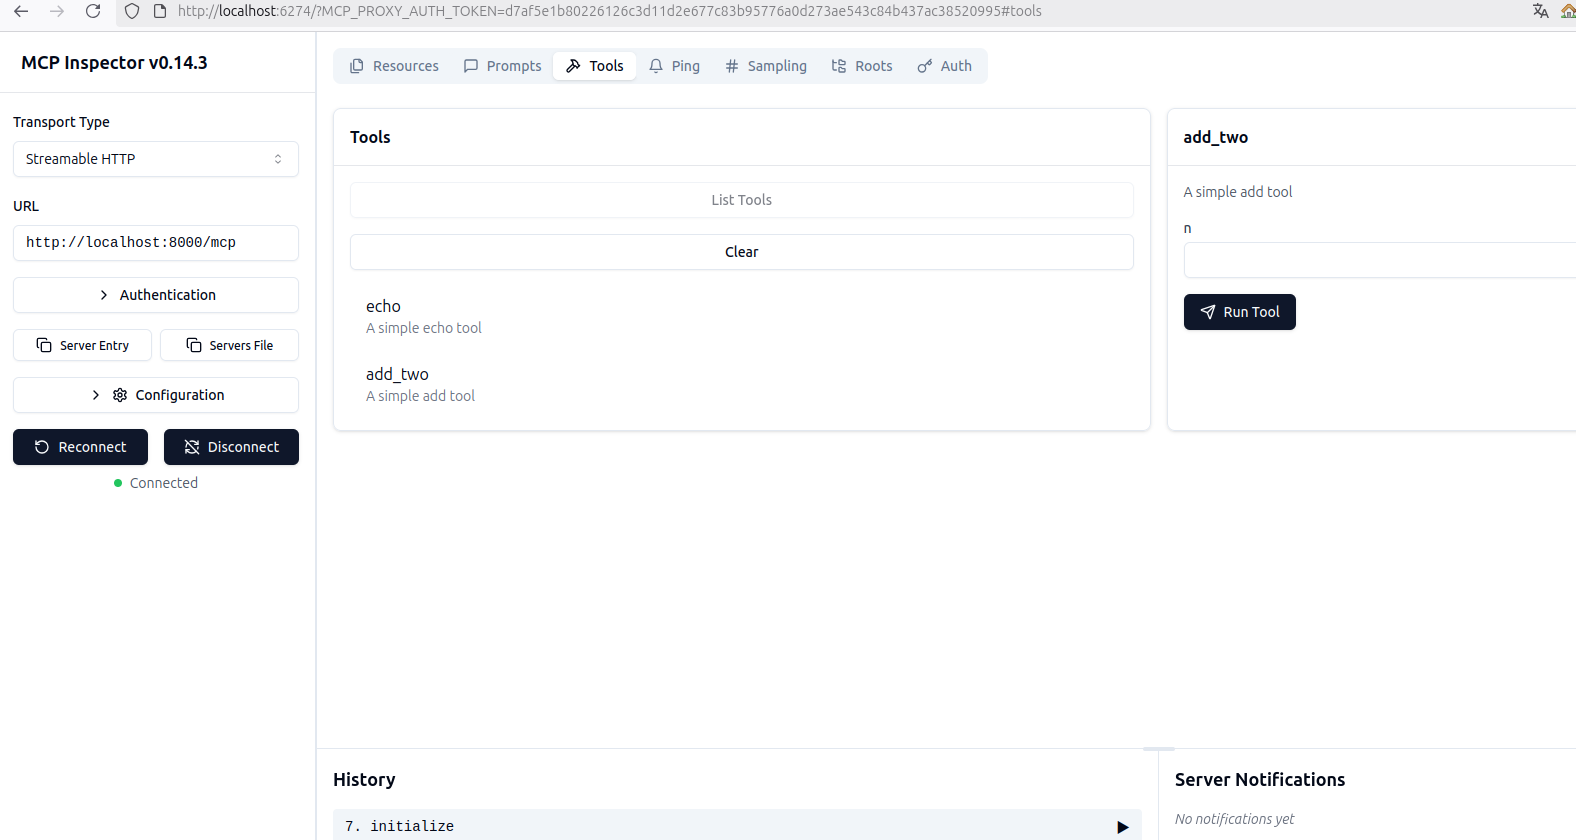 http://localhost:6274/?MCP_PROXY_AUTH_TOKEN=d7af5e1b80226126c3d11d2e677c83b95776a0d273ae543c84b437ac38520995#tools
MCP Inspector v0.14.3
Resources Prompts Tools Ping Sampling Roots Auth
Transport Type
Streamable HTTP
URL
http://localhost:8000/mcp
Authentication
Server Entry Servers File
Configuration
Reconnect Disconnect
Connected
Tools
List Tools
Clear
echo
A simple echo tool
add_two
A simple add tool
add_two
A simple add tool
n
Run Tool
History
7. initialize
Server Notifications
No notifications yet